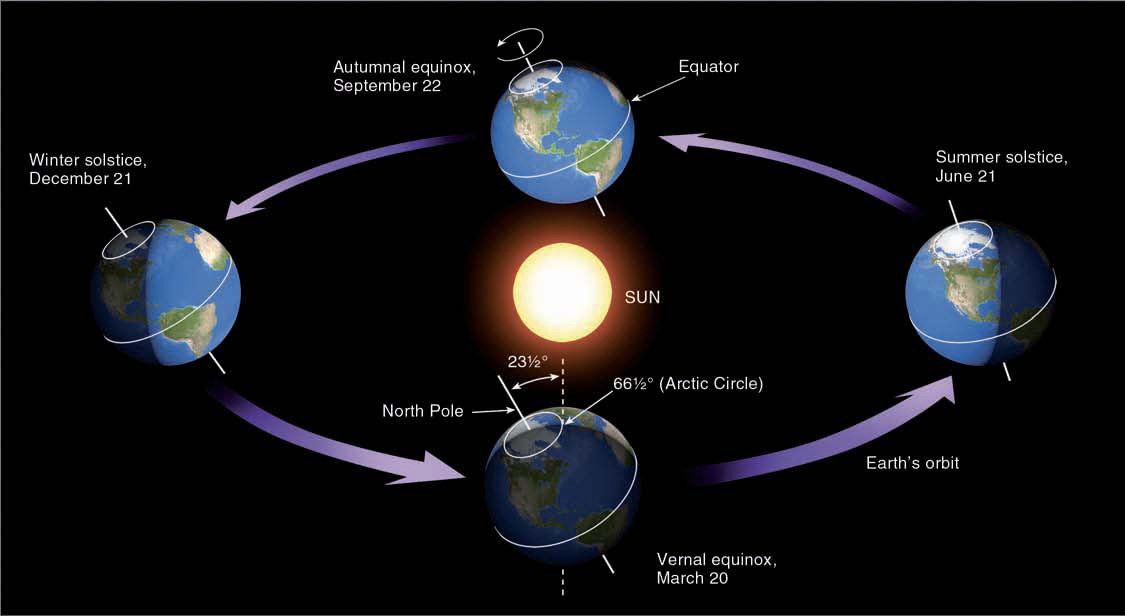 Autumnal equinox,
September 22
Equator
Winter solstice,
December 21
Summer solstice,
June 21
SUN
23½°
66½° (Arctic Circle)
North Pole
Earth's orbit
Vernal equinox,
March 20